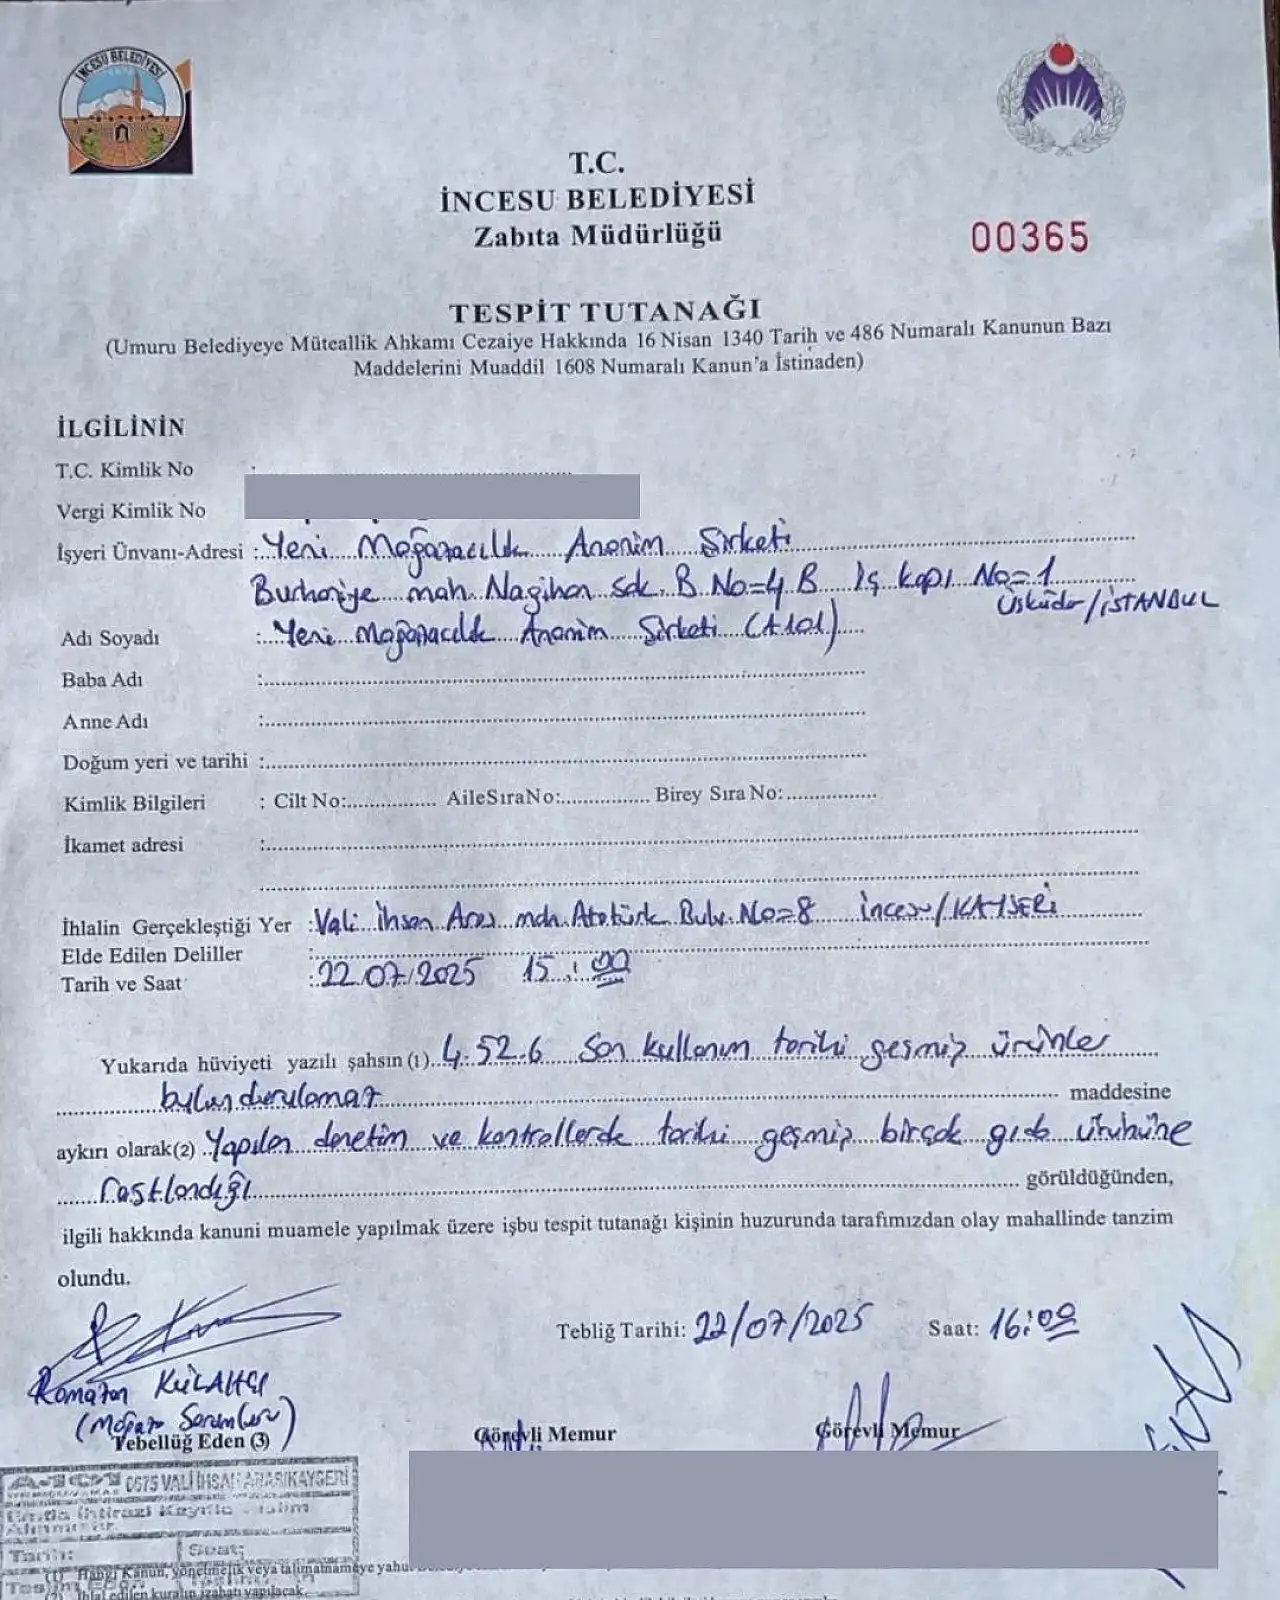 İNCESU BELEDİYESİ
T.C.
İNCESU BELEDİYESİ
Zabıta Müdürlüğü
00365
TESPİT TUTANAĞI
(Umuru Belediyeye Müteallik Ahkamı Cezaiye Hakkında 16 Nisan 1340 Tarih ve 486 Numaralı Kanunun Bazı
Maddelerini Muaddil 1608 Numaralı Kanun'a İstinaden)
İLGİLİNİN
T.C. Kimlik No :
Vergi Kimlik No
İşyeri Ünvanı-Adresi : Yeni Mağazacılık Anonim Şirketi
Burhaniye mah. Nagihan sok. B No=4 B İç kapı No=1
Üsküdar/İSTANBUL
Adı Soyadı : Yeni Mağazacılık Anonim Şirketi (A101)
Baba Adı :
Anne Adı :
Doğum yeri ve tarihi :
Kimlik Bilgileri : Cilt No: AileSıraNo: Birey Sıra No:
İkamet adresi :
İhlalin Gerçekleştiği Yer : Vali İhsan Aras mah. Atatürk Bulv. No=8 İncesu/KAYSERİ
Elde Edilen Deliller :
Tarih ve Saat : 22.07.2025 15:00
Yukarıda hüviyeti yazılı şahsın (1) 4.52.6 Son kullanım tarihi geçmiş ürünler
bulundurulamaz maddesine
aykırı olarak(2) Yapılan denetim ve kontrollerde tarihi geçmiş birçok gıda ürününe
rastlandığı görüldüğünden,
ilgili hakkında kanuni muamele yapılmak üzere işbu tespit tutanağı kişinin huzurunda tarafımızdan olay mahallinde tanzim
olundu.
Tebliğ Tarihi: 22/07/2025 Saat: 16:00
Ramazan KÜLAHÇI
(Mağaza Sorumlusu)
Tebellüğ Eden (3) Görevli Memur Görevli Memur
A101 0675 VALİ İHSAN ARAS/KAYSERİ
Tarih: Saat:
(1) Hangi Kanun, yönetmelik veya talimatnameye yahut
(2) İhlal edilen kuralın izahatı yapılacak.